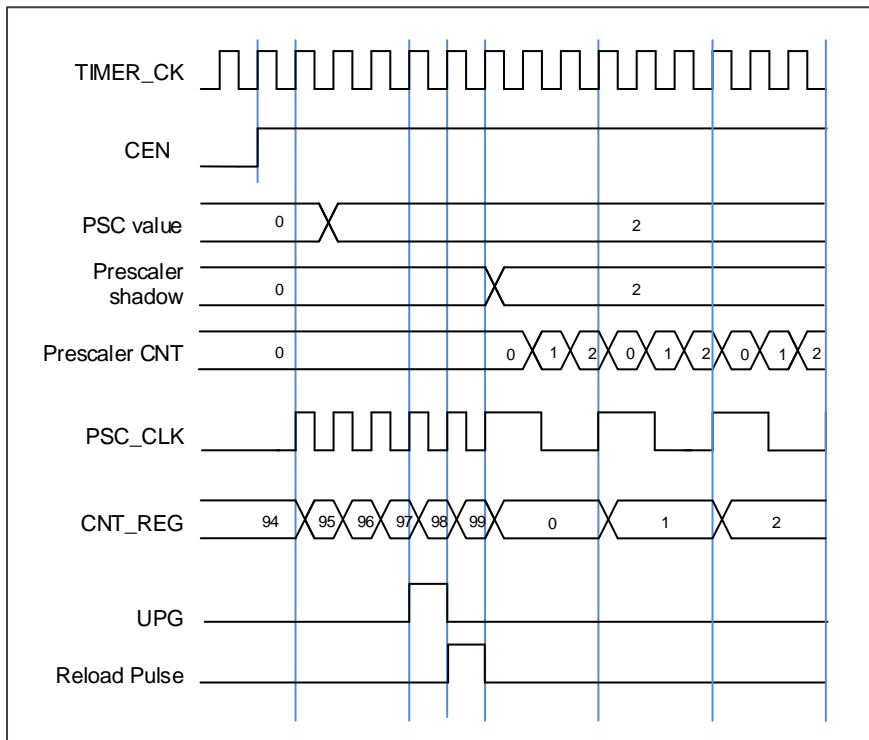 TIMER_CK
CEN
PSC value 0 2
Prescaler
shadow 0 2
Prescaler CNT 0 0 1 2 0 1 2 0 1 2
PSC_CLK
CNT_REG 94 95 96 97 98 99 0 1 2
UPG
Reload Pulse